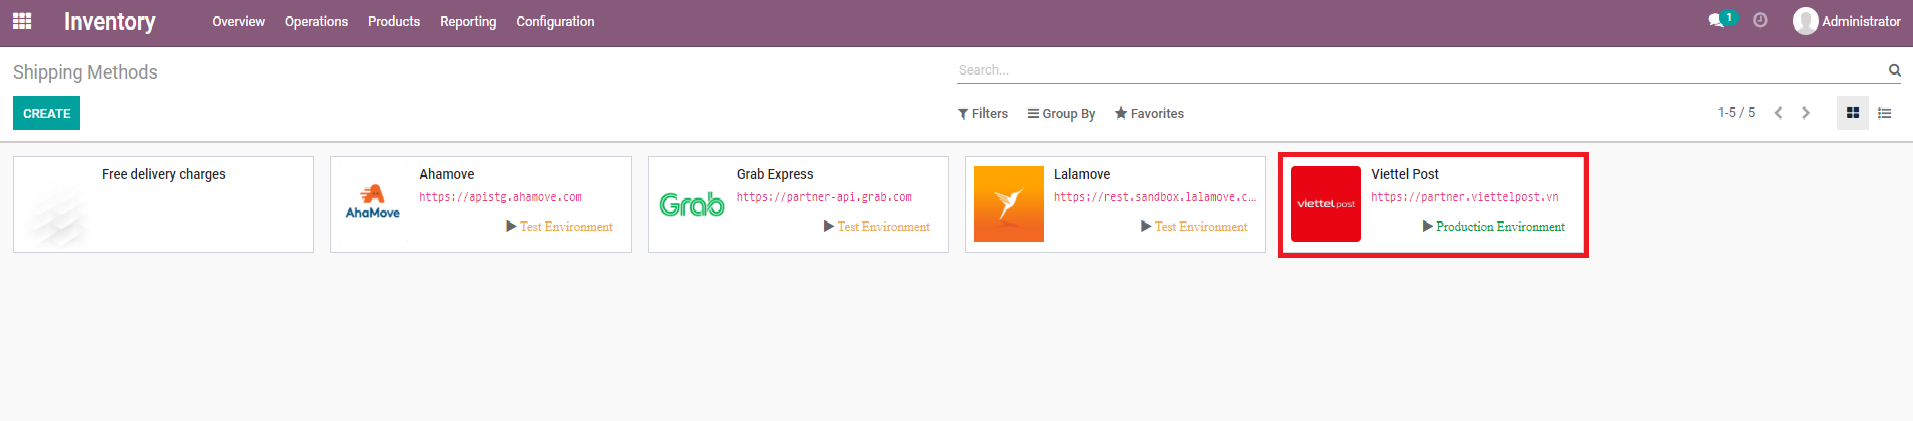 Inventory
Overview Operations Products Reporting Configuration
1
Administrator
Shipping Methods
Search...
CREATE
Filters Group By Favorites
1-5 / 5
Free delivery charges
AhaMove
Ahamove
https://apistg.ahamove.com
Test Environment
Grab
Grab Express
https://partner-api.grab.com
Test Environment
Lalamove
https://rest.sandbox.lalamove.c...
Test Environment
viettel post
Viettel Post
https://partner.viettelpost.vn
Production Environment